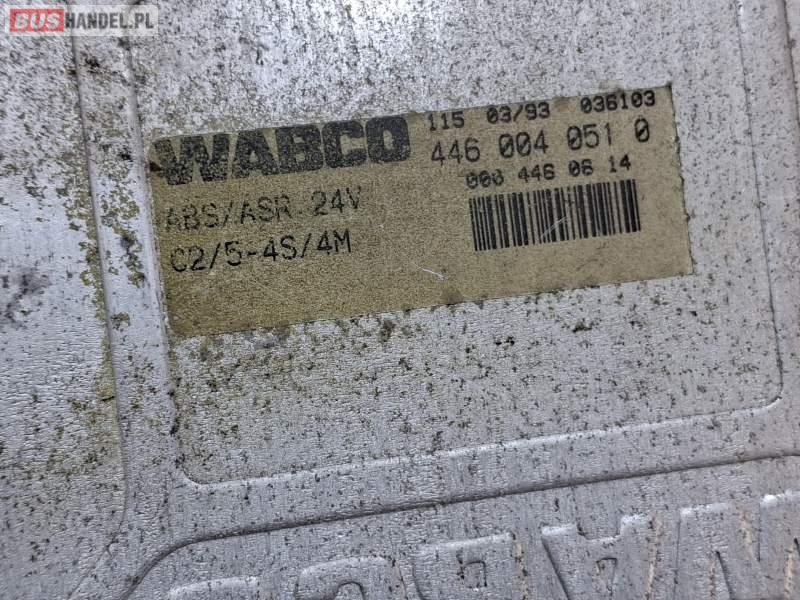 BUSHANDEL.PL
WABCO
115 03/93 036103
446 004 051 0
ABS/ASR 24V
C2/5-4S/4M
000 446 06 14
WABCO